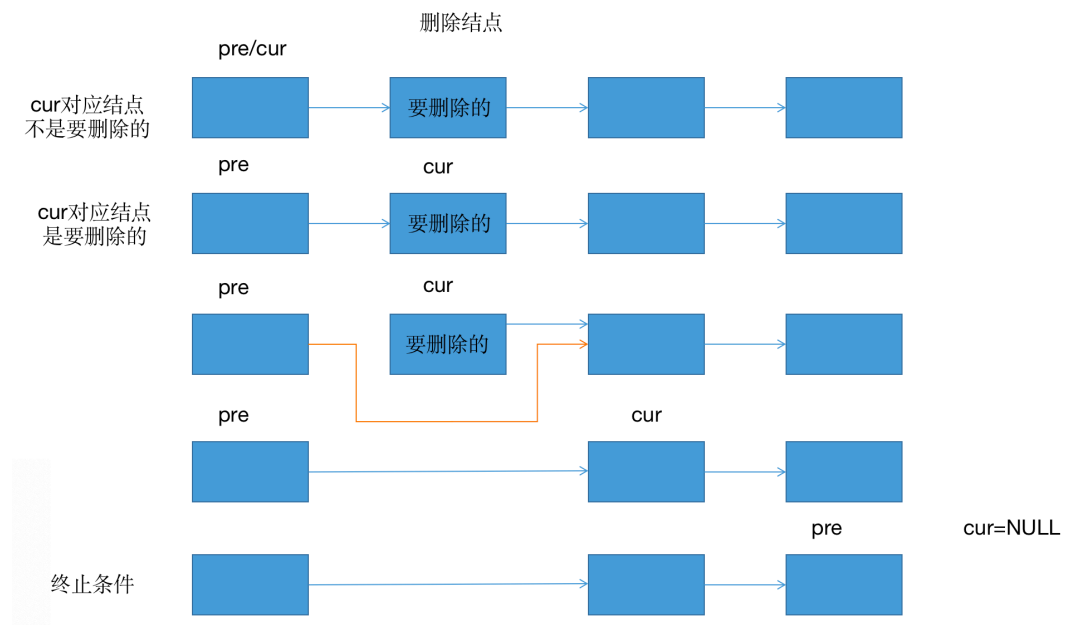 删除结点
pre/cur
cur对应结点
不是要删除的
要删除的
pre
cur
cur对应结点
是要删除的
要删除的
pre
cur
要删除的
pre
cur
pre
cur=NULL
终止条件